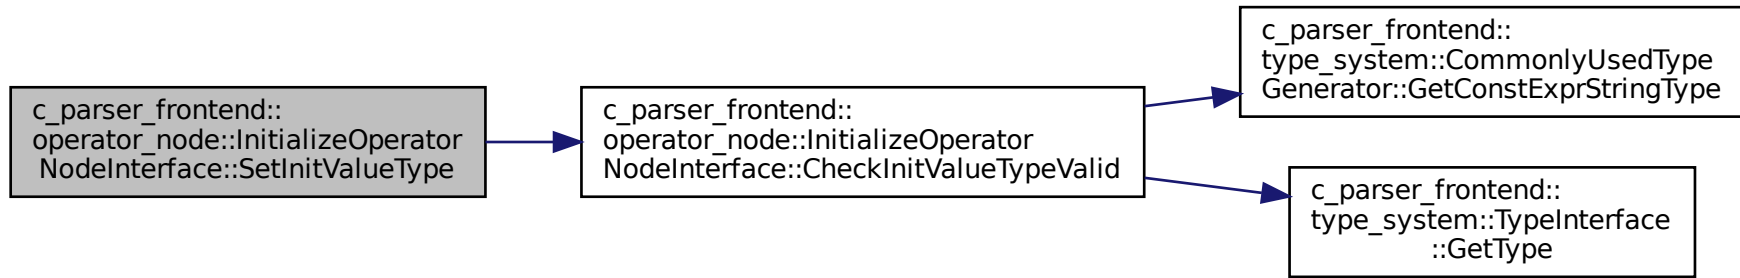 c_parser_frontend::
operator_node::InitializeOperator
NodeInterface::SetInitValueType
c_parser_frontend::
operator_node::InitializeOperator
NodeInterface::CheckInitValueTypeValid
c_parser_frontend::
type_system::CommonlyUsedType
Generator::GetConstExprStringType
c_parser_frontend::
type_system::TypeInterface
::GetType